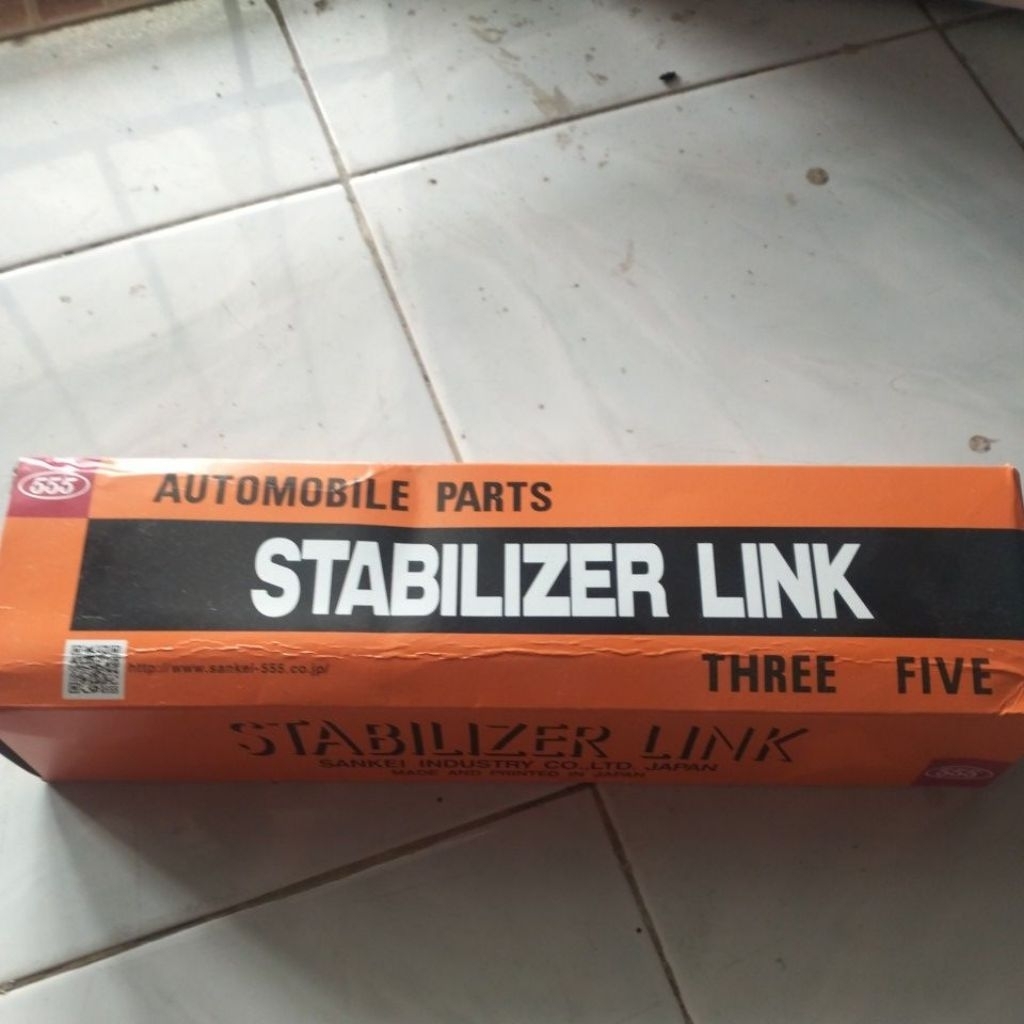 555
AUTOMOBILE PARTS
STABILIZER LINK
http://www.sankei-555.co.jp/
THREE FIVE
STABILIZER LINK
SANKEI INDUSTRY CO.,LTD. JAPAN
MADE AND PRINTED IN JAPAN
555